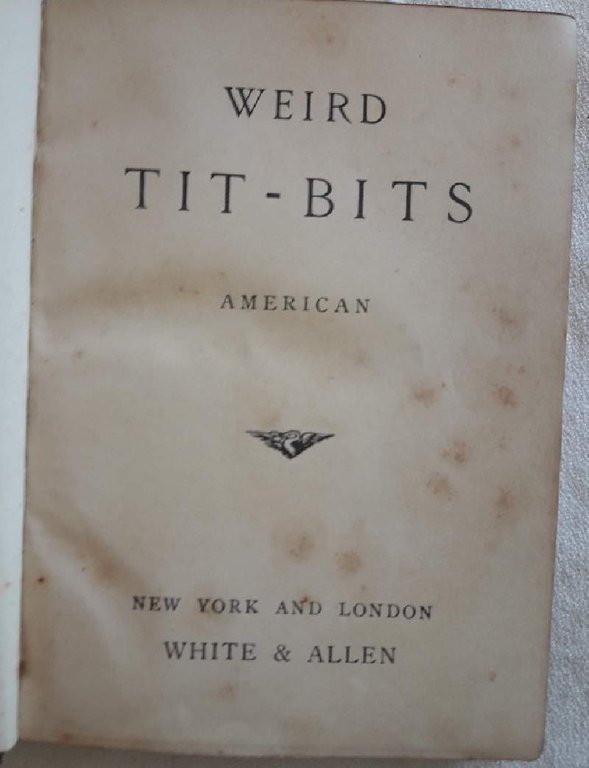 WEIRD
TIT-BITS
AMERICAN
NEW YORK AND LONDON
WHITE & ALLEN